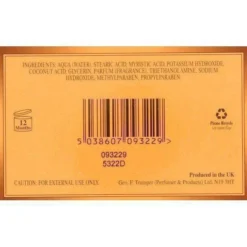 INGREDIENTS: AQUA (WATER), STEARIC ACID, MYRISTIC ACID, POTASSIUM HYDROXIDE,
COCONUT ACID, GLYCERIN, PARFUM (FRAGRANCE), TRIETHANOLAMINE, SODIUM
HYDROXIDE, METHYLPARABEN, PROPYLPARABEN.
12
Months
Please Recycle
5 038607 093229 >
093229
5322D
Produced in the UK
CAUTION: FOR EXTERNAL USE ONLY
Geo. F. Trumper (Perfumer & Products) Ltd. N19